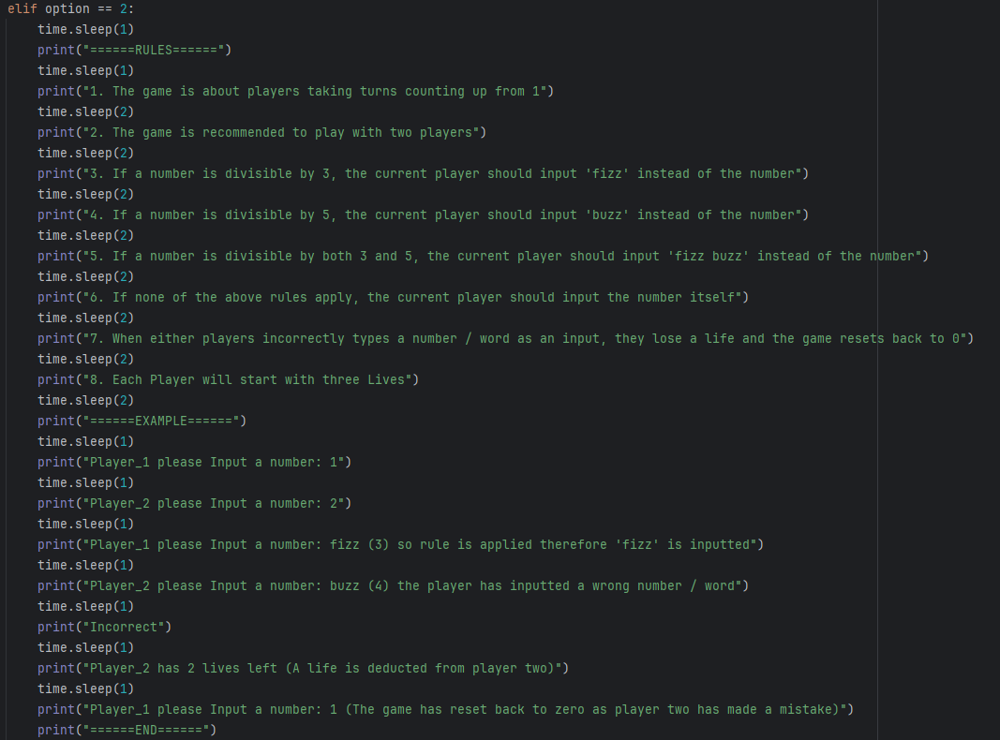 elif option == 2:
    time.sleep(1)
    print("======RULES======")
    time.sleep(1)
    print("1. The game is about players taking turns counting up from 1")
    time.sleep(2)
    print("2. The game is recommended to play with two players")
    time.sleep(2)
    print("3. If a number is divisible by 3, the current player should input 'fizz' instead of the number")
    time.sleep(2)
    print("4. If a number is divisible by 5, the current player should input 'buzz' instead of the number")
    time.sleep(2)
    print("5. If a number is divisible by both 3 and 5, the current player should input 'fizz buzz' instead of the number")
    time.sleep(2)
    print("6. If none of the above rules apply, the current player should input the number itself")
    time.sleep(2)
    print("7. When either players incorrectly types a number / word as an input, they lose a life and the game resets back to 0")
    time.sleep(2)
    print("8. Each Player will start with three Lives")
    time.sleep(2)
    print("======EXAMPLE======")
    time.sleep(1)
    print("Player_1 please Input a number: 1")
    time.sleep(1)
    print("Player_2 please Input a number: 2")
    time.sleep(1)
    print("Player_1 please Input a number: fizz (3) so rule is applied therefore 'fizz' is inputted")
    time.sleep(1)
    print("Player_2 please Input a number: buzz (4) the player has inputted a wrong number / word")
    time.sleep(1)
    print("Incorrect")
    time.sleep(1)
    print("Player_2 has 2 lives left (A life is deducted from player two)")
    time.sleep(1)
    print("Player_1 please Input a number: 1 (The game has reset back to zero as player two has made a mistake)")
    print("======END======")